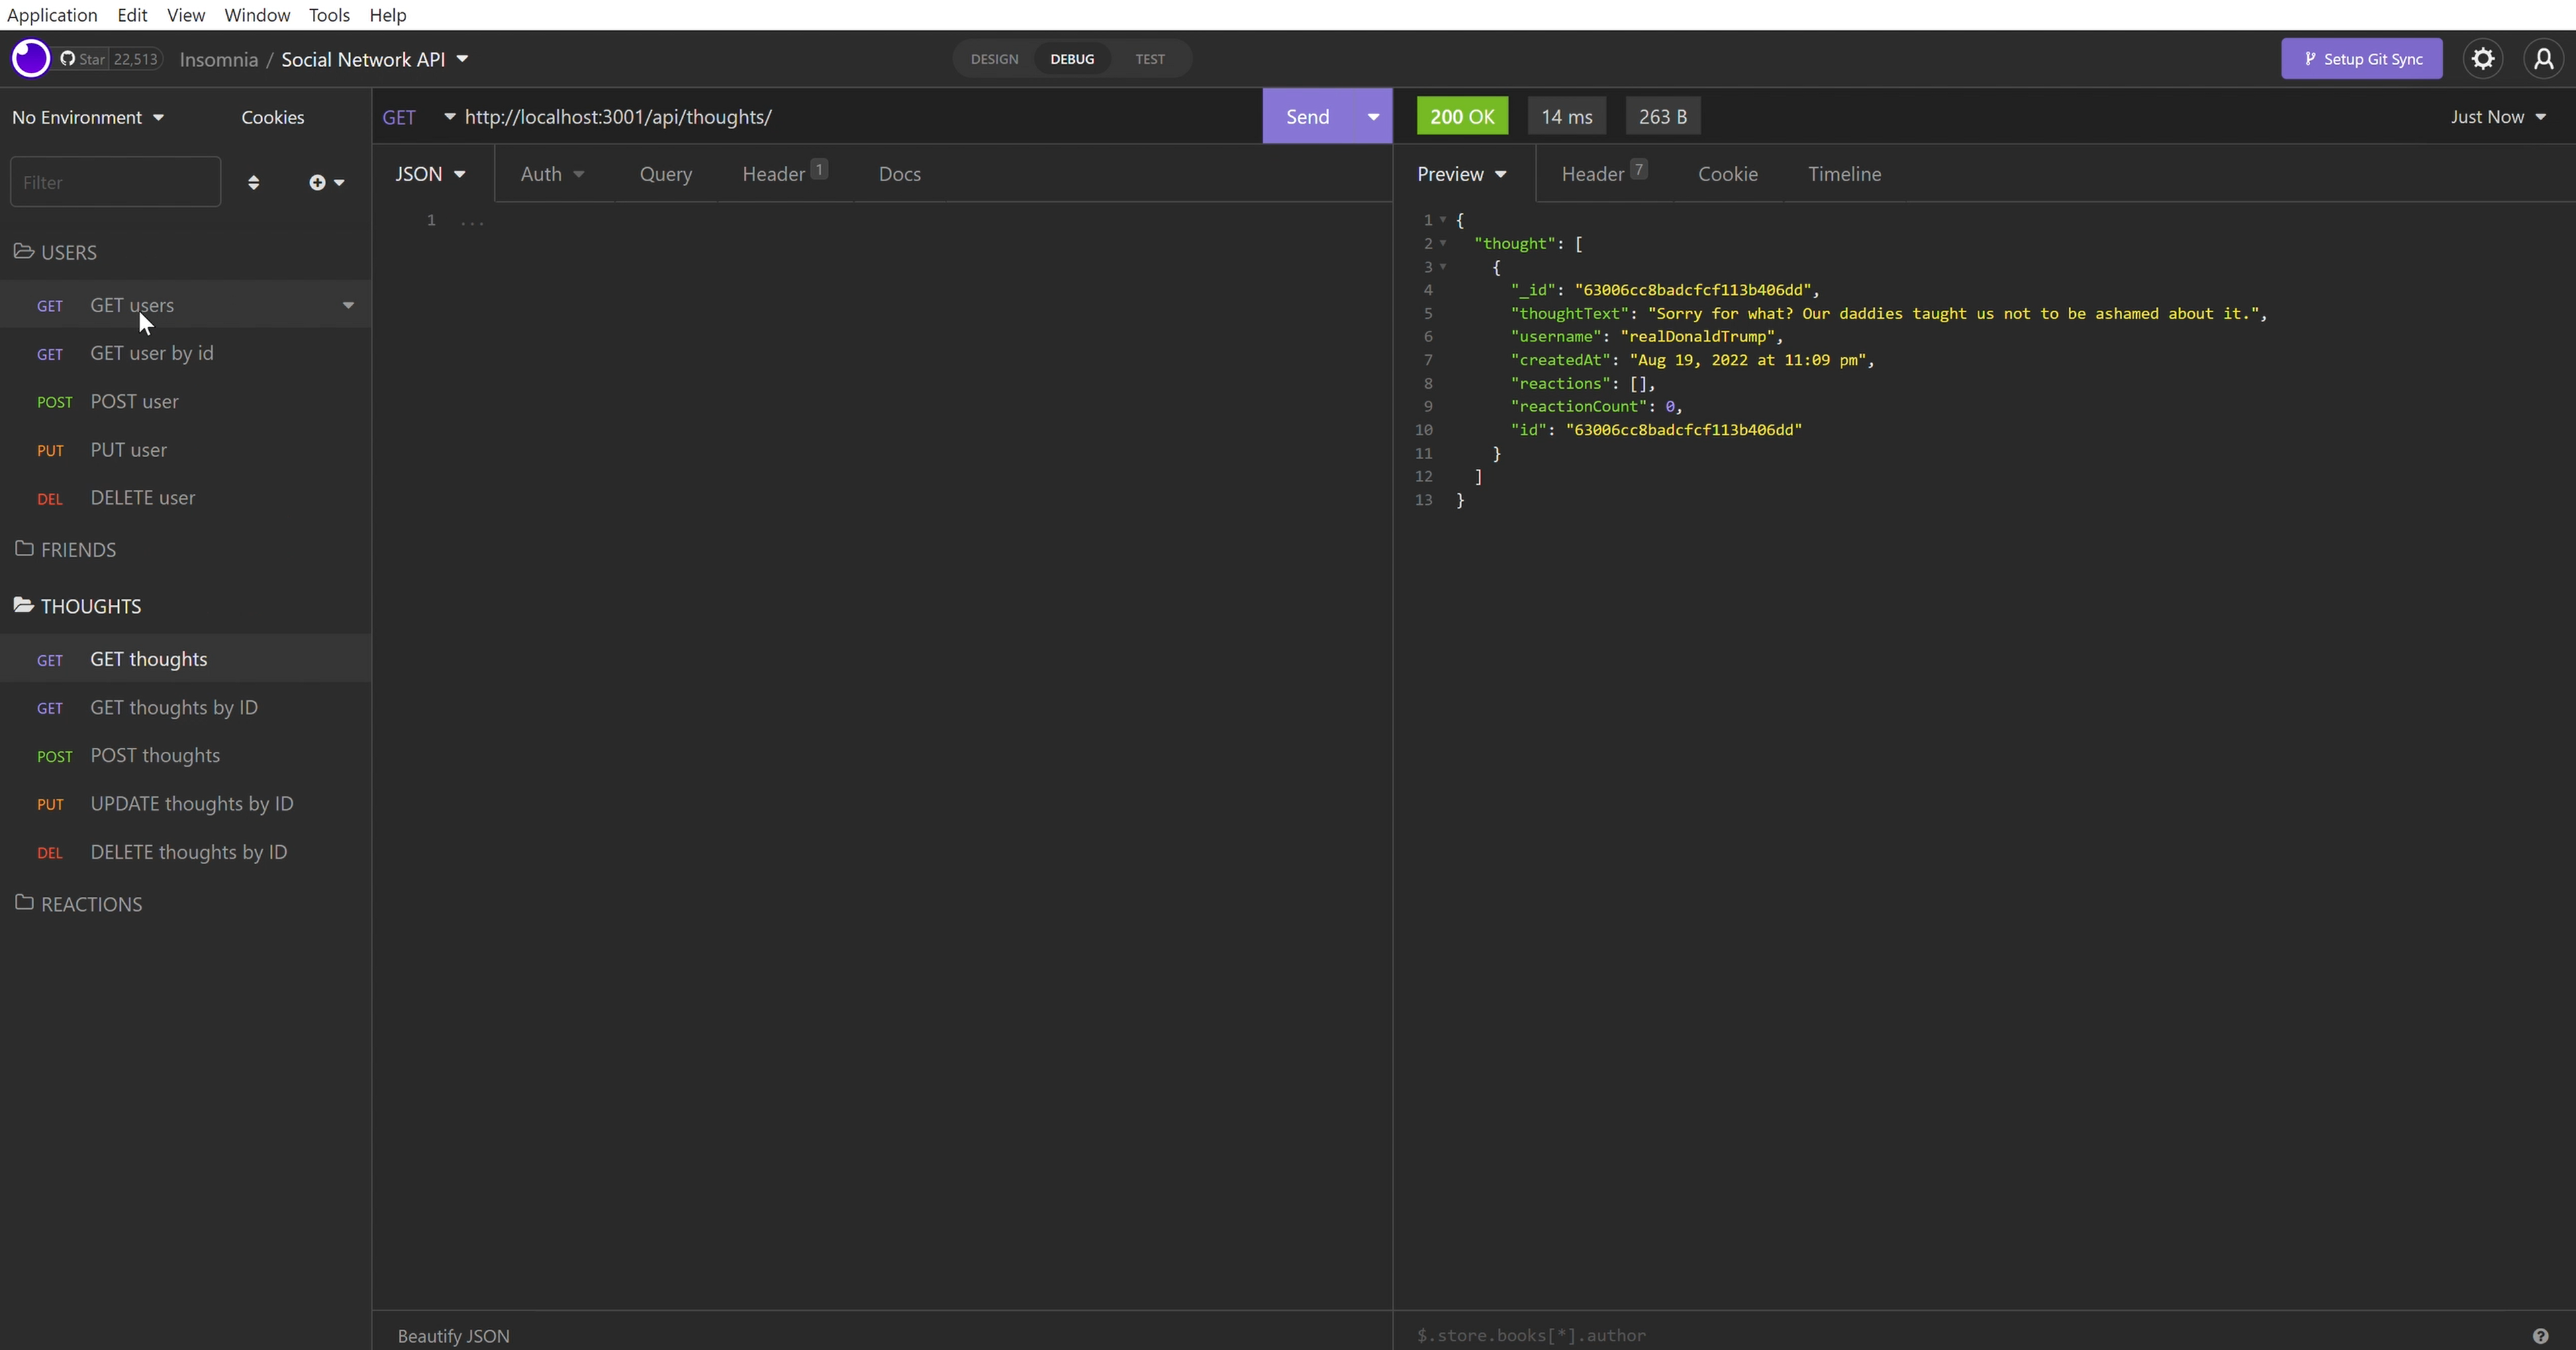 Application Edit View Window Tools Help
Star 22,513 Insomnia / Social Network API DESIGN DEBUG TEST Setup Git Sync
No Environment Cookies
Filter
USERS
GET GET users
GET GET user by id
POST POST user
PUT PUT user
DEL DELETE user
FRIENDS
THOUGHTS
GET GET thoughts
GET GET thoughts by ID
POST POST thoughts
PUT UPDATE thoughts by ID
DEL DELETE thoughts by ID
REACTIONS
GET http://localhost:3001/api/thoughts/ Send
JSON Auth Query Header 1 Docs
1 ...
Beautify JSON
200 OK 14 ms 263 B Just Now
Preview Header 7 Cookie Timeline
1 {
2 "thought": [
3 {
4 "_id": "63006cc8badcfcf113b406dd",
5 "thoughtText": "Sorry for what? Our daddies taught us not to be ashamed about it.",
6 "username": "realDonaldTrump",
7 "createdAt": "Aug 19, 2022 at 11:09 pm",
8 "reactions": [],
9 "reactionCount": 0,
10 "id": "63006cc8badcfcf113b406dd"
11 }
12 ]
13 }
$.store.books[*].author ?